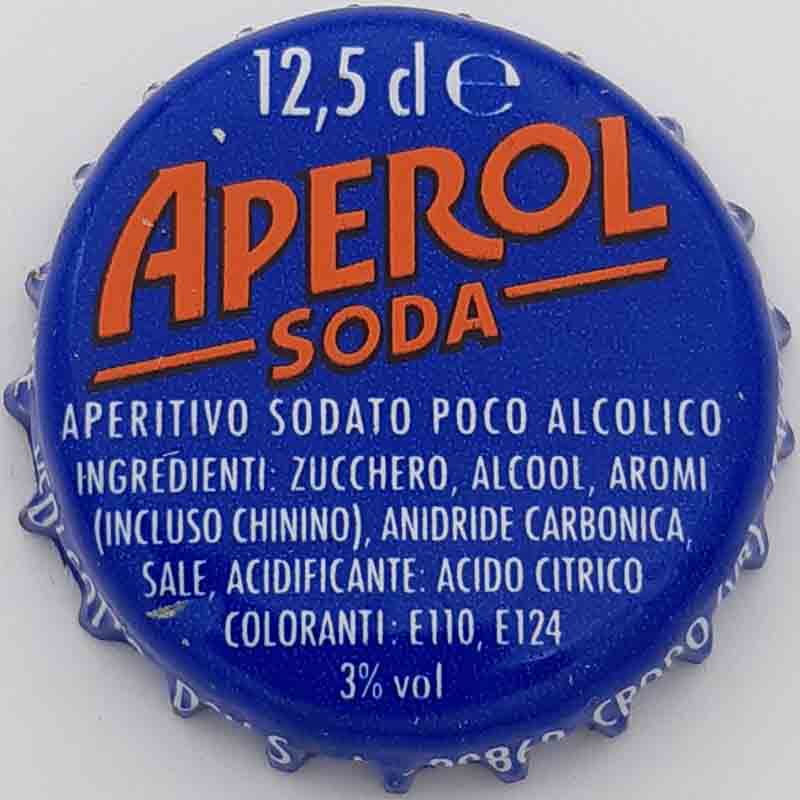 12,5 cl ℮
APEROL
SODA
APERITIVO SODATO POCO ALCOLICO
INGREDIENTI: ZUCCHERO, ALCOOL, AROMI
(INCLUSO CHININO), ANIDRIDE CARBONICA,
SALE, ACIDIFICANTE: ACIDO CITRICO
COLORANTI: E110, E124
3% vol